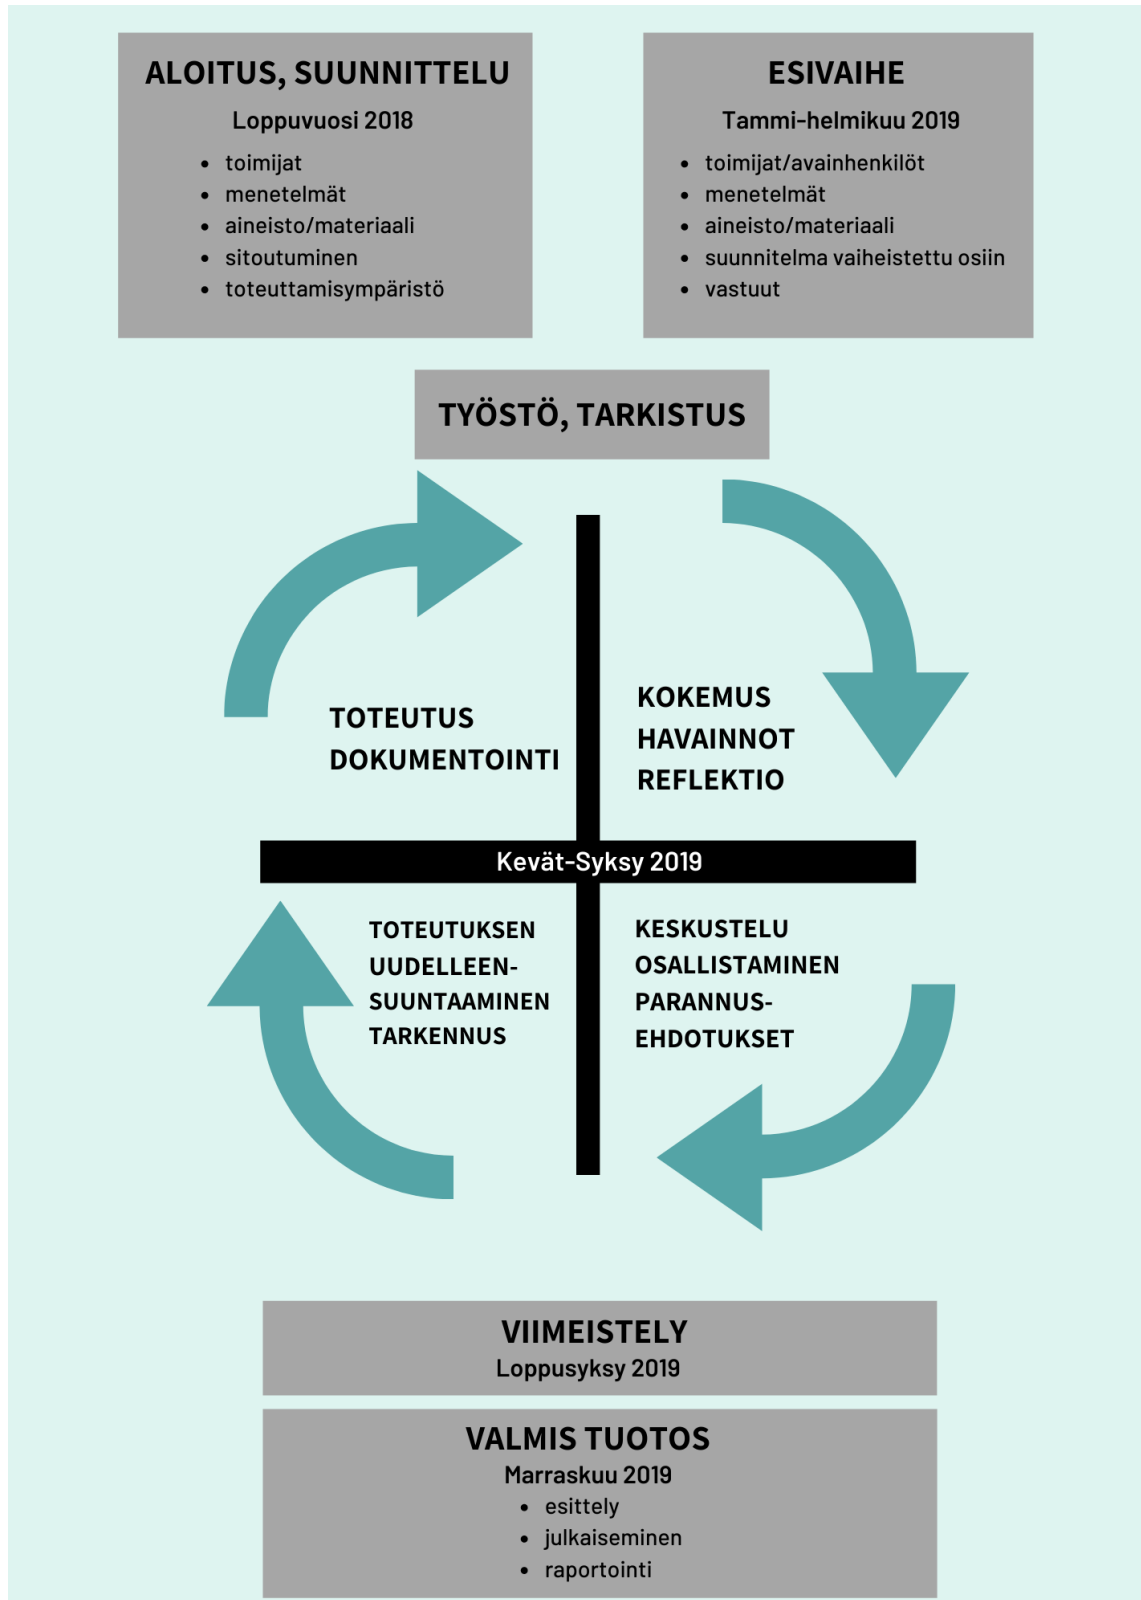 ALOITUS, SUUNNITTELU
Loppuvuosi 2018
• toimijat
• menetelmät
• aineisto/materiaali
• sitoutuminen
• toteuttamisympäristö
ESIVAIHE
Tammi-helmikuu 2019
• toimijat/avainhenkilöt
• menetelmät
• aineisto/materiaali
• suunnitelma vaiheistettu osiin
• vastuut
TYÖSTÖ, TARKISTUS
TOTEUTUS
DOKUMENTOINTI
KOKEMUS
HAVAINNOT
REFLEKTIO
Kevät-Syksy 2019
TOTEUTUKSEN
UUDELLEEN-
SUUNTAAMINEN
TARKENNUS
KESKUSTELU
OSALLISTAMINEN
PARANNUS-
EHDOTUKSET
VIIMEISTELY
Loppusyksy 2019
VALMIS TUOTOS
Marraskuu 2019
• esittely
• julkaiseminen
• raportointi